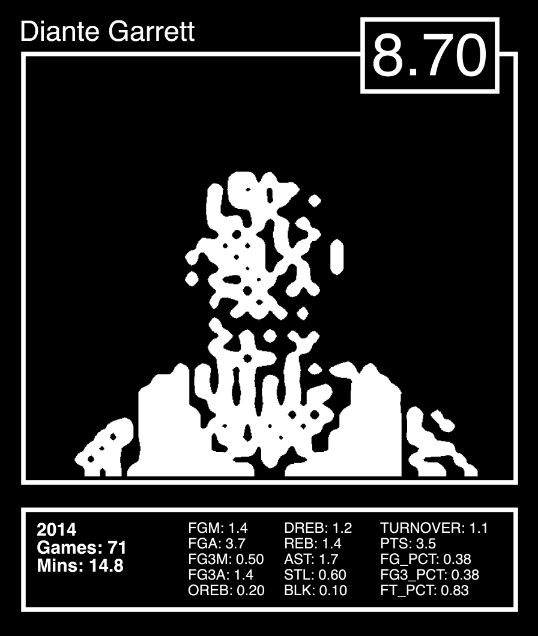 Diante Garrett
8.70
2014
Games: 71
Mins: 14.8
FGM: 1.4
FGA: 3.7
FG3M: 0.50
FG3A: 1.4
OREB: 0.20
DREB: 1.2
REB: 1.4
AST: 1.7
STL: 0.60
BLK: 0.10
TURNOVER: 1.1
PTS: 3.5
FG_PCT: 0.38
FG3_PCT: 0.38
FT_PCT: 0.83